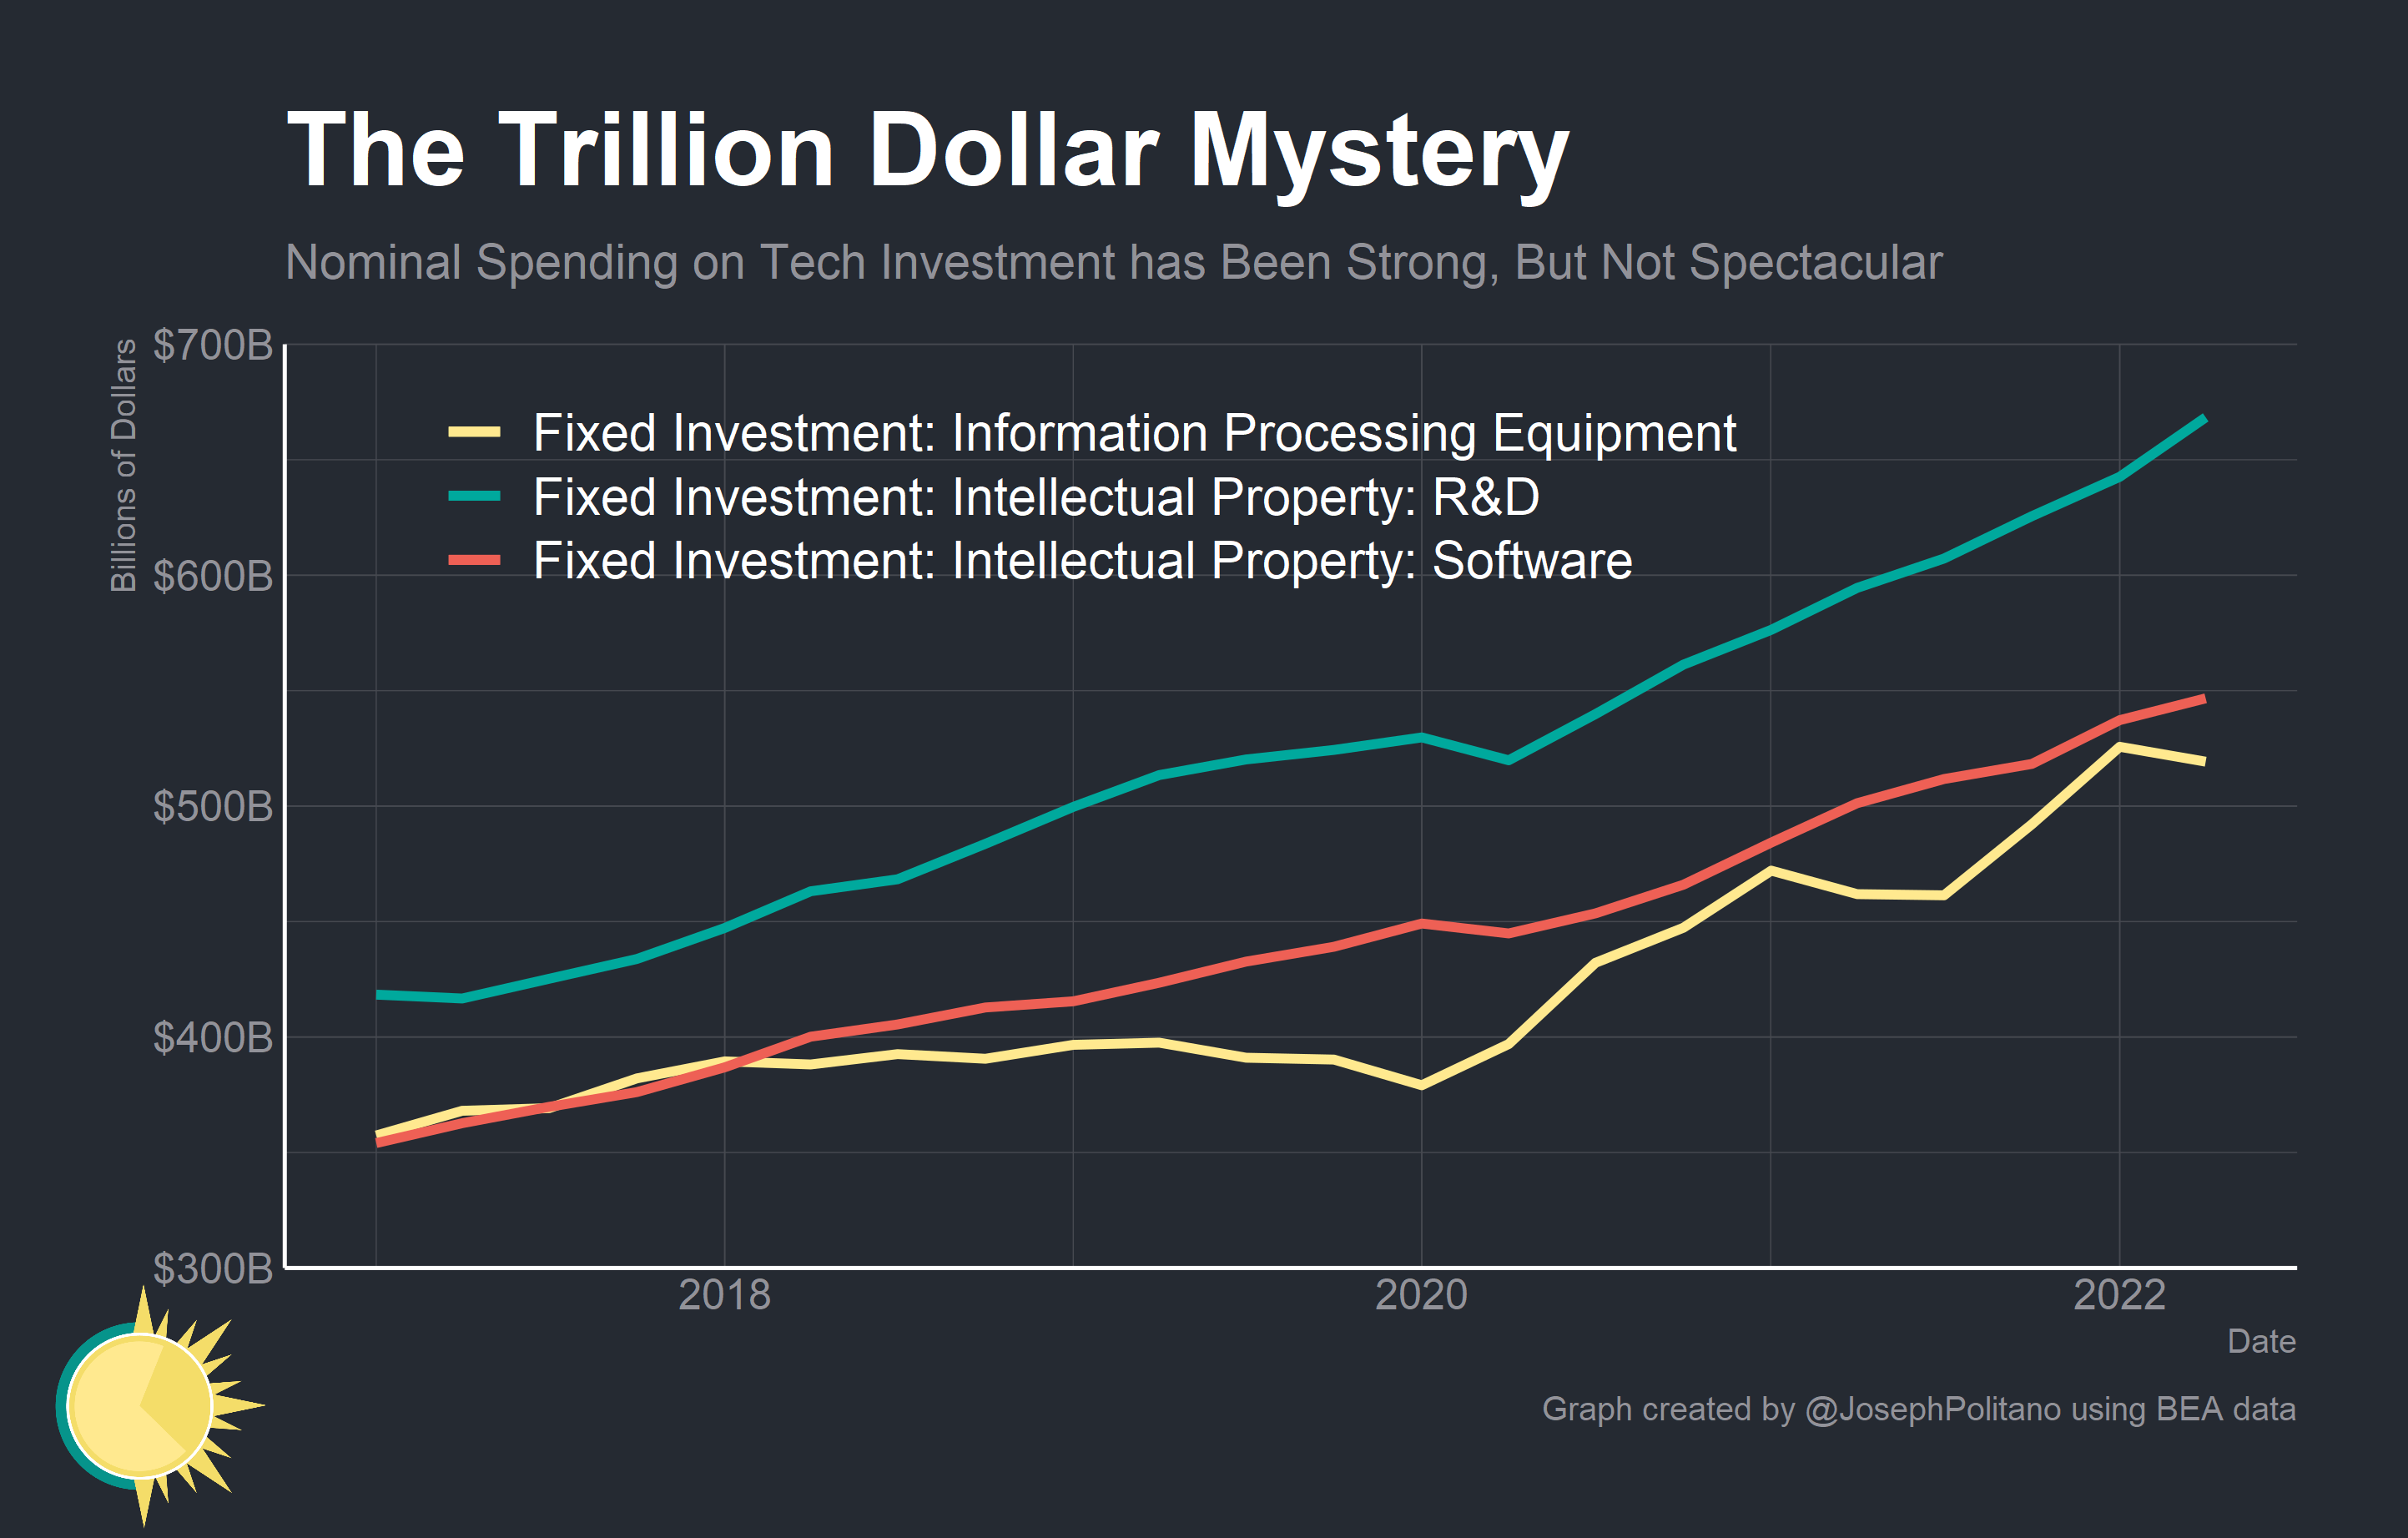 The Trillion Dollar Mystery
Nominal Spending on Tech Investment has Been Strong, But Not Spectacular
Billions of Dollars
$700B
$600B
$500B
$400B
$300B
Fixed Investment: Information Processing Equipment
Fixed Investment: Intellectual Property: R&D
Fixed Investment: Intellectual Property: Software
2018
2020
2022
Date
Graph created by @JosephPolitano using BEA data